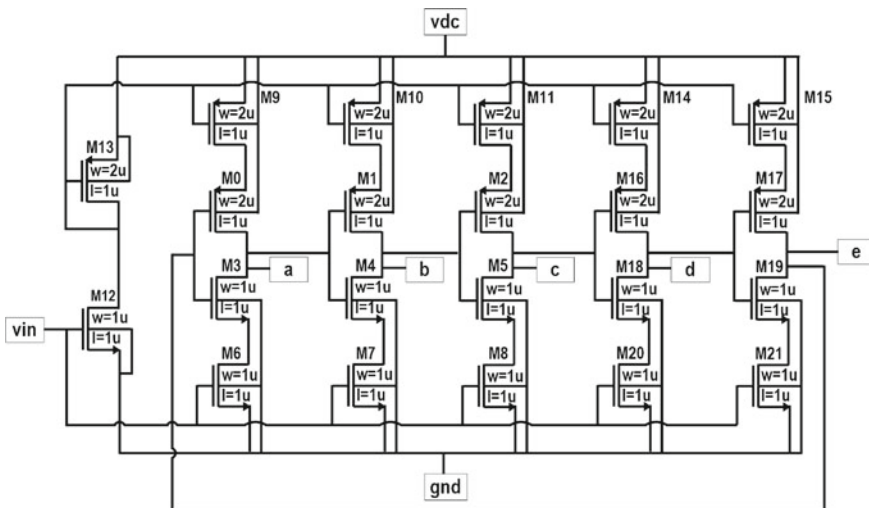 vdc
M9
w=2u
l=1u
M10
w=2u
l=1u
M11
w=2u
l=1u
M14
w=2u
l=1u
M15
w=2u
l=1u
M13
w=2u
l=1u
M0
w=2u
l=1u
M1
w=2u
l=1u
M2
w=2u
l=1u
M16
w=2u
l=1u
M17
w=2u
l=1u
a
b
c
d
e
vin
M12
w=1u
l=1u
M3
w=1u
l=1u
M4
w=1u
l=1u
M5
w=1u
l=1u
M18
w=1u
l=1u
M19
w=1u
l=1u
M6
w=1u
l=1u
M7
w=1u
l=1u
M8
w=1u
l=1u
M20
w=1u
l=1u
M21
w=1u
l=1u
gnd